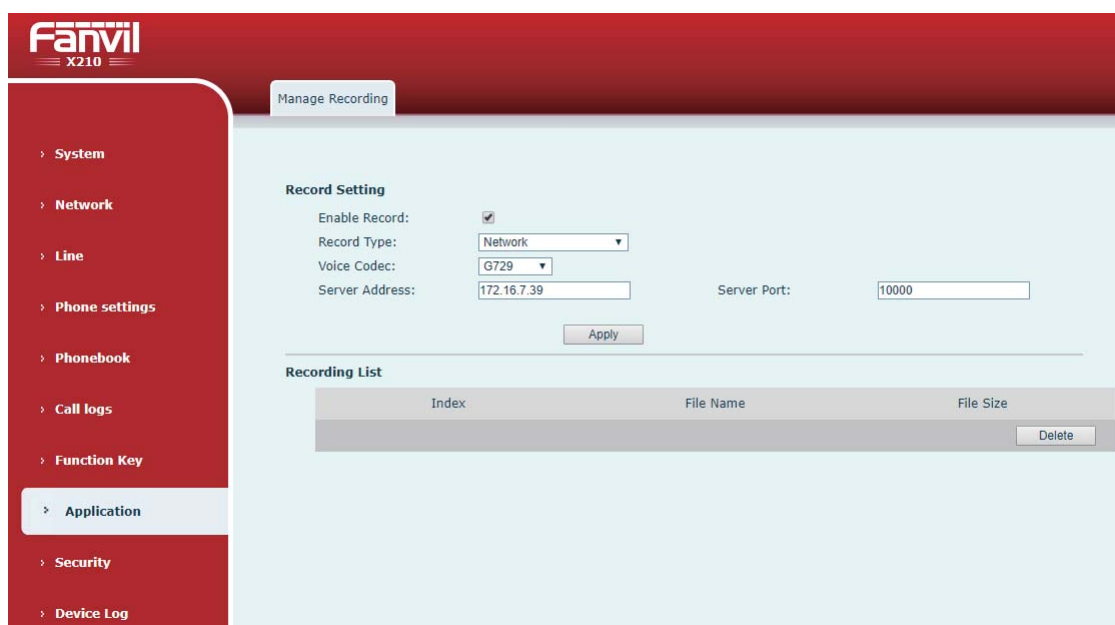 Fanvil
X210
Manage Recording
System
Network
Line
Phone settings
Phonebook
Call logs
Function Key
Application
Security
Device Log
Record Setting
Enable Record:
Record Type: Network
Voice Codec: G729
Server Address: 172.16.7.39 Server Port: 10000
Apply
Recording List
Index File Name File Size
Delete